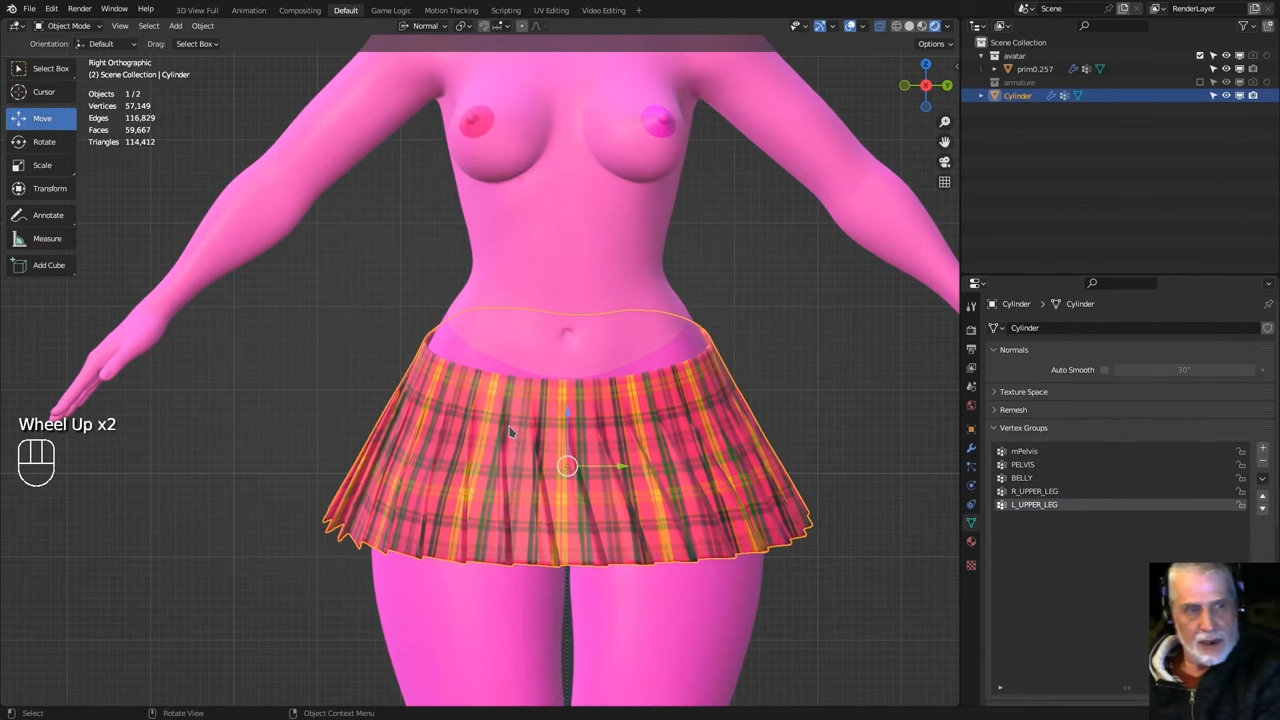 File Edit Render Window Help 3D View Full Animation Compositing Default Game Logic Motion Tracking Scripting UV Editing Video Editing + Scene RenderLayer
Object Mode View Select Add Object Normal
Orientation: Default Drag: Select Box Options
Select Box
Cursor
Move
Rotate
Scale
Transform
Annotate
Measure
Add Cube
Right Orthographic
(2) Scene Collection | Cylinder
Objects 1/2
Vertices 57,149
Edges 116,829
Faces 59,667
Triangles 114,412
Z
Y
X
Wheel Up x2
Scene Collection
avatar
prim0.257
armature
Cylinder
Cylinder > Cylinder
Cylinder
Normals
Auto Smooth 30°
Texture Space
Remesh
Vertex Groups
mPelvis
PELVIS
BELLY
R_UPPER_LEG
L_UPPER_LEG
Select Rotate View Object Context Menu